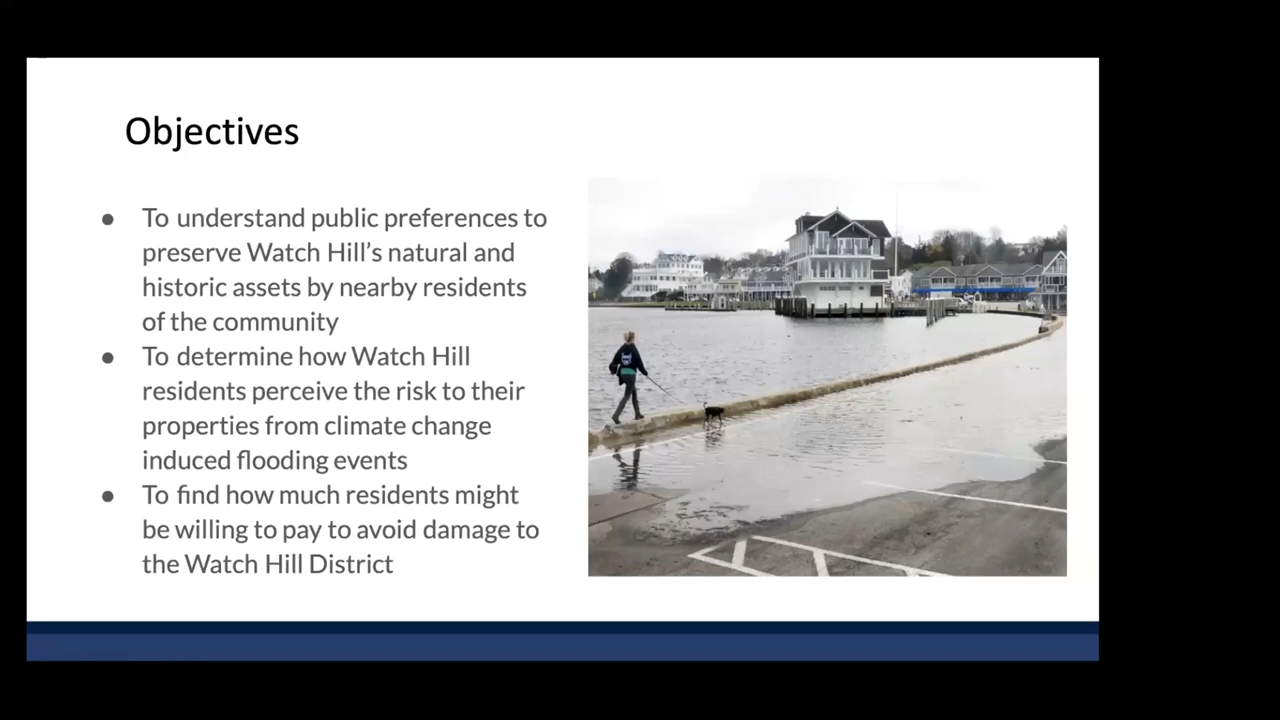 Objectives
● To understand public preferences to
preserve Watch Hill’s natural and
historic assets by nearby residents
of the community
● To determine how Watch Hill
residents perceive the risk to their
properties from climate change
induced flooding events
● To find how much residents might
be willing to pay to avoid damage to
the Watch Hill District